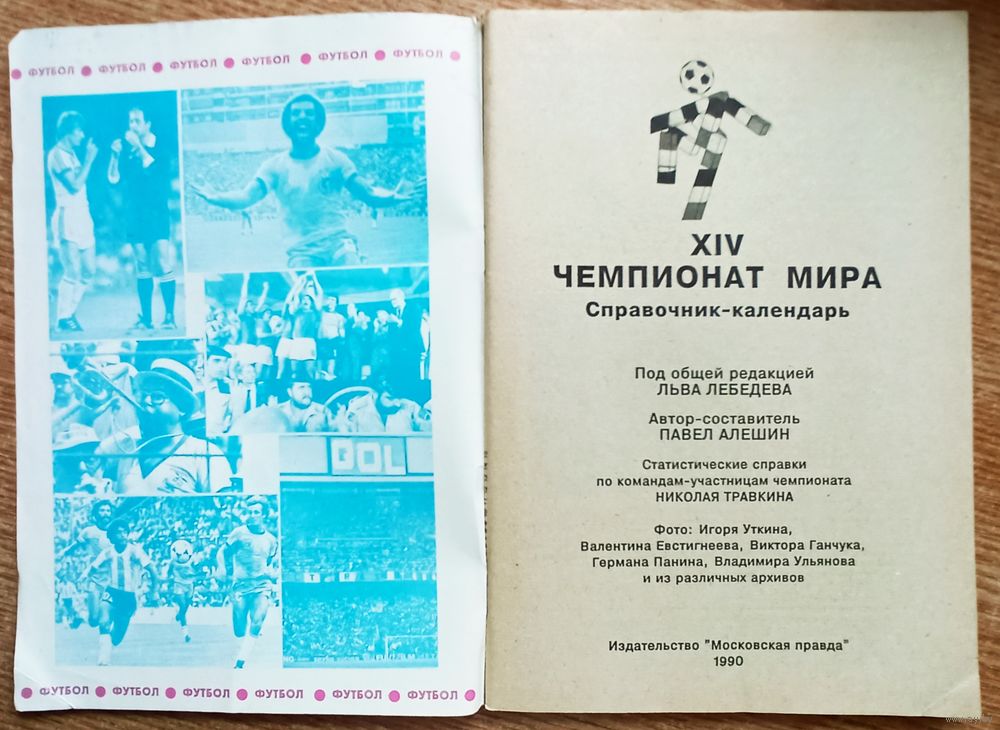 ФУТБОЛ ФУТБОЛ ФУТБОЛ ФУТБОЛ ФУТБОЛ ФУТБОЛ
ФУТБОЛ ФУТБОЛ ФУТБОЛ ФУТБОЛ ФУТБОЛ ФУТБОЛ
XIV
ЧЕМПИОНАТ МИРА
Справочник-календарь
Под общей редакцией
ЛЬВА ЛЕБЕДЕВА
Автор-составитель
ПАВЕЛ АЛЕШИН
Статистические справки
по командам-участницам чемпионата
НИКОЛАЯ ТРАВКИНА
Фото: Игоря Уткина,
Валентина Евстигнеева, Виктора Ганчука,
Германа Панина, Владимира Ульянова
и из различных архивов
Издательство "Московская правда"
1990